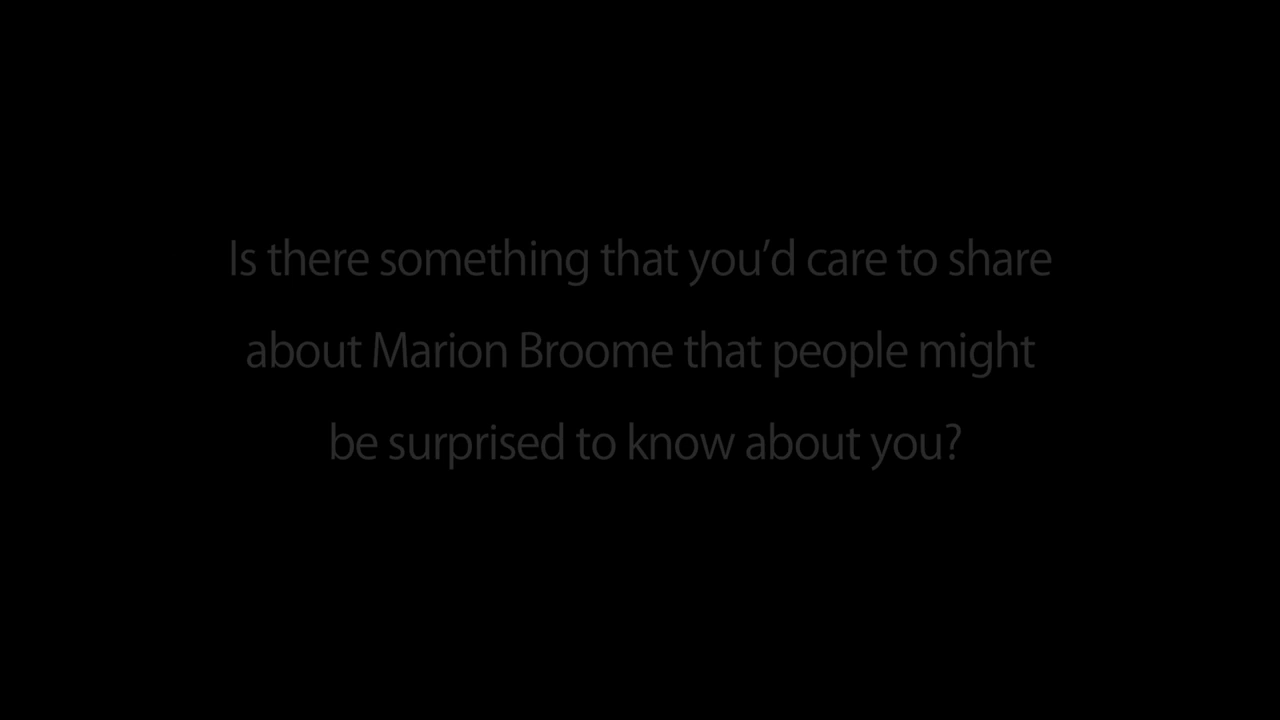 Is there something that you’d care to share
about Marion Broome that people might
be surprised to know about you?